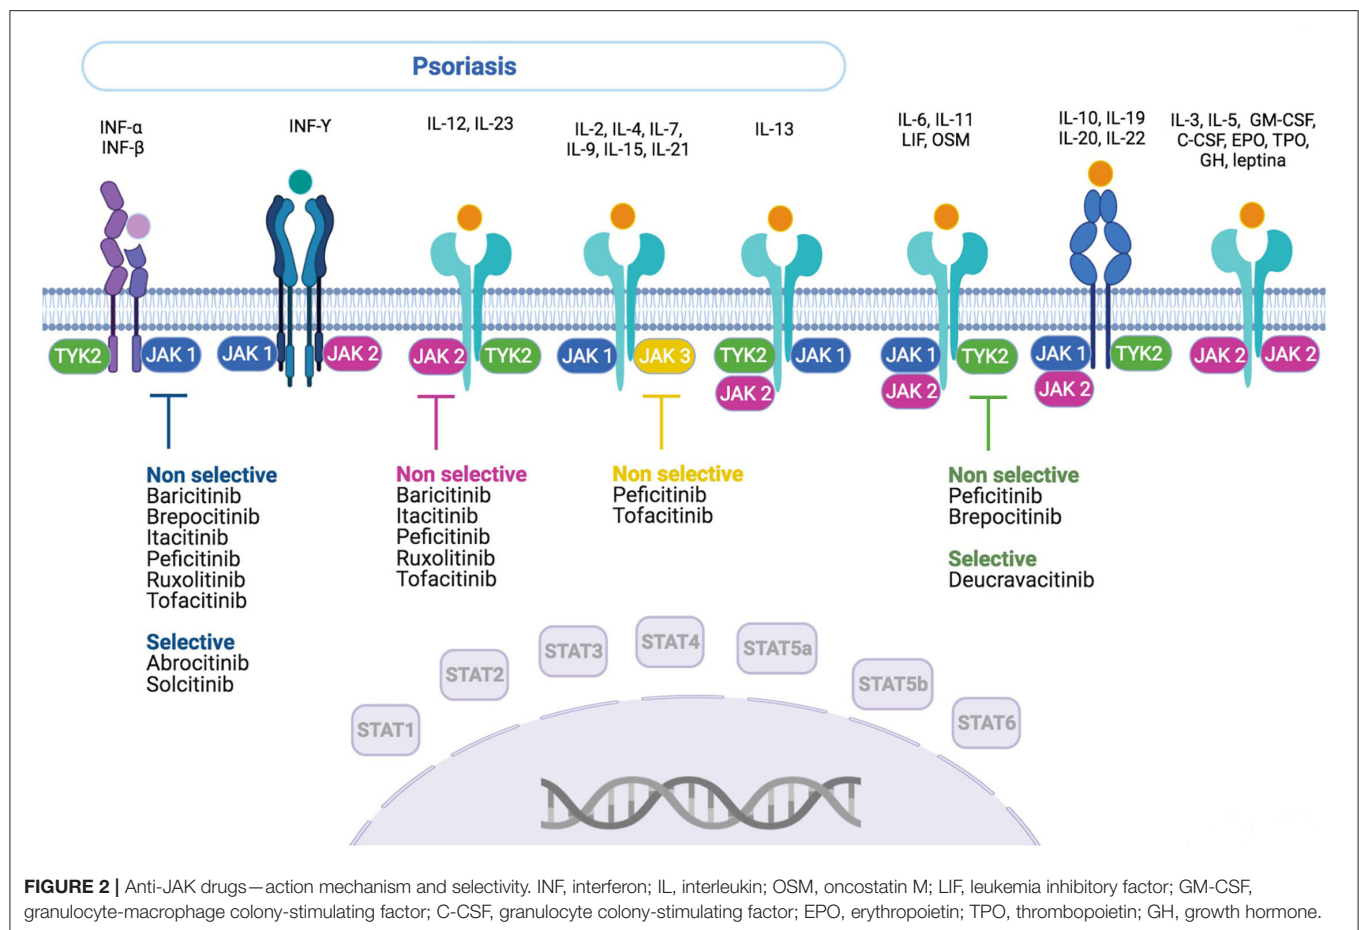 Psoriasis
INF-α
INF-β
INF-Y
IL-12, IL-23
IL-2, IL-4, IL-7,
IL-9, IL-15, IL-21
IL-13
IL-6, IL-11
LIF, OSM
IL-10, IL-19
IL-20, IL-22
IL-3, IL-5, GM-CSF,
C-CSF, EPO, TPO,
GH, leptina
TYK2
JAK 1
JAK 1
JAK 2
JAK 2
TYK2
JAK 1
JAK 3
TYK2
JAK 1
JAK 2
JAK 1
TYK2
JAK 2
JAK 1
TYK2
JAK 2
JAK 2
JAK 2
Non selective
Baricitinib
Brepocitinib
Itacitinib
Peficitinib
Ruxolitinib
Tofacitinib
Selective
Abrocitinib
Solcitinib
Non selective
Baricitinib
Itacitinib
Peficitinib
Ruxolitinib
Tofacitinib
Non selective
Peficitinib
Tofacitinib
Non selective
Peficitinib
Brepocitinib
Selective
Deucravacitinib
STAT1
STAT2
STAT3
STAT4
STAT5a
STAT5b
STAT6
FIGURE 2 | Anti-JAK drugs—action mechanism and selectivity. INF, interferon; IL, interleukin; OSM, oncostatin M; LIF, leukemia inhibitory factor; GM-CSF,
granulocyte-macrophage colony-stimulating factor; C-CSF, granulocyte colony-stimulating factor; EPO, erythropoietin; TPO, thrombopoietin; GH, growth hormone.